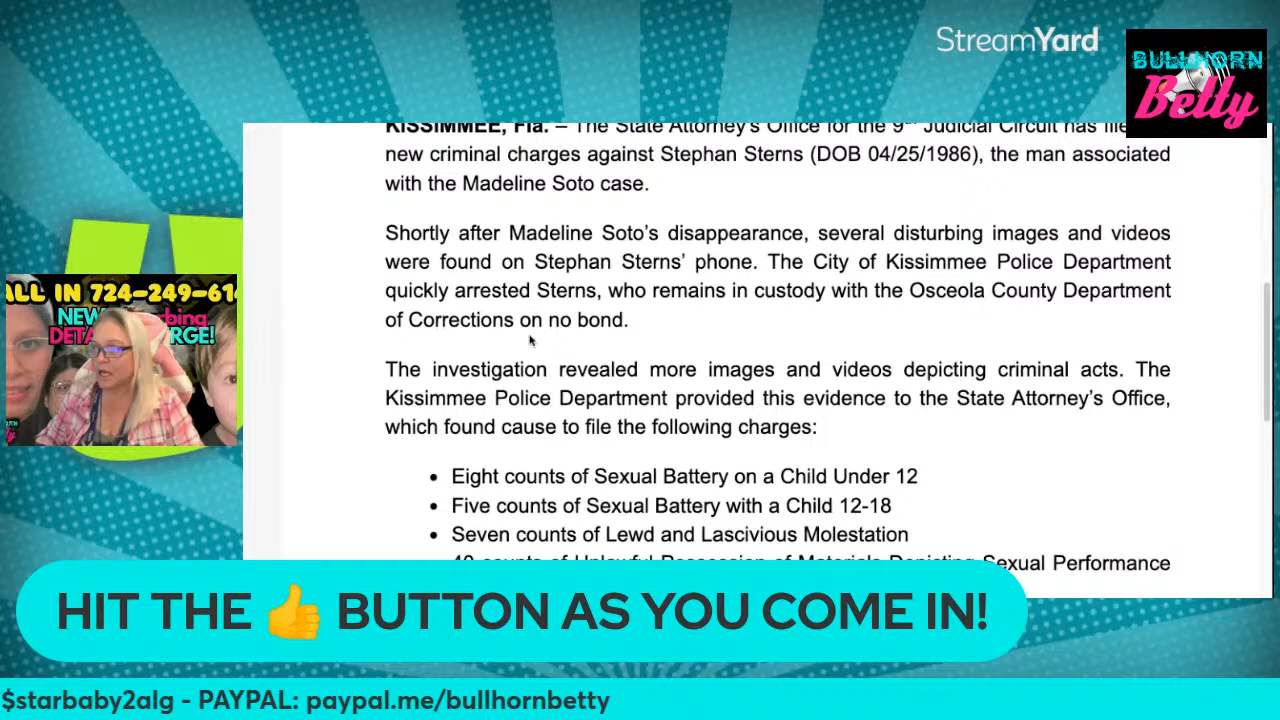 StreamYard
BULLHORN
Betty
KISSIMMEE, Fla. – The State Attorney's Office for the 9th Judicial Circuit has
new criminal charges against Stephan Sterns (DOB 04/25/1986), the man associated
with the Madeline Soto case.
Shortly after Madeline Soto's disappearance, several disturbing images and videos
were found on Stephan Sterns' phone. The City of Kissimmee Police Department
quickly arrested Sterns, who remains in custody with the Osceola County Department
of Corrections on no bond.
The investigation revealed more images and videos depicting criminal acts. The
Kissimmee Police Department provided this evidence to the State Attorney's Office,
which found cause to file the following charges:
• Eight counts of Sexual Battery on a Child Under 12
• Five counts of Sexual Battery with a Child 12-18
• Seven counts of Lewd and Lascivious Molestation
counts of Unlawful Possession of Materials Depicting Sexual Performance
ALL IN 724-249-61
NEW
HIT THE 👍 BUTTON AS YOU COME IN!
$starbaby2alg - PAYPAL: paypal.me/bullhornbetty